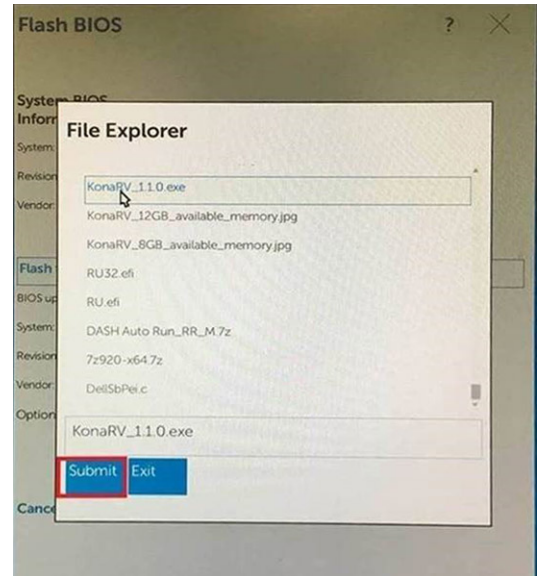 Flash BIOS ? X
System BIOS
Infor
File Explorer
System:
KonaRV_1.1.0.exe
Revision
KonaRV_12GB_available_memory.jpg
Vendor:
KonaRV_8GB_available_memory.jpg
Flash
RU32.efi
BIOS up
RU.efi
System:
DASH Auto Run_RR_M.7z
Revision
7z920-x64.7z
Vendor:
DellSbPei.c
Option
KonaRV_1.1.0.exe
Submit Exit
Cance